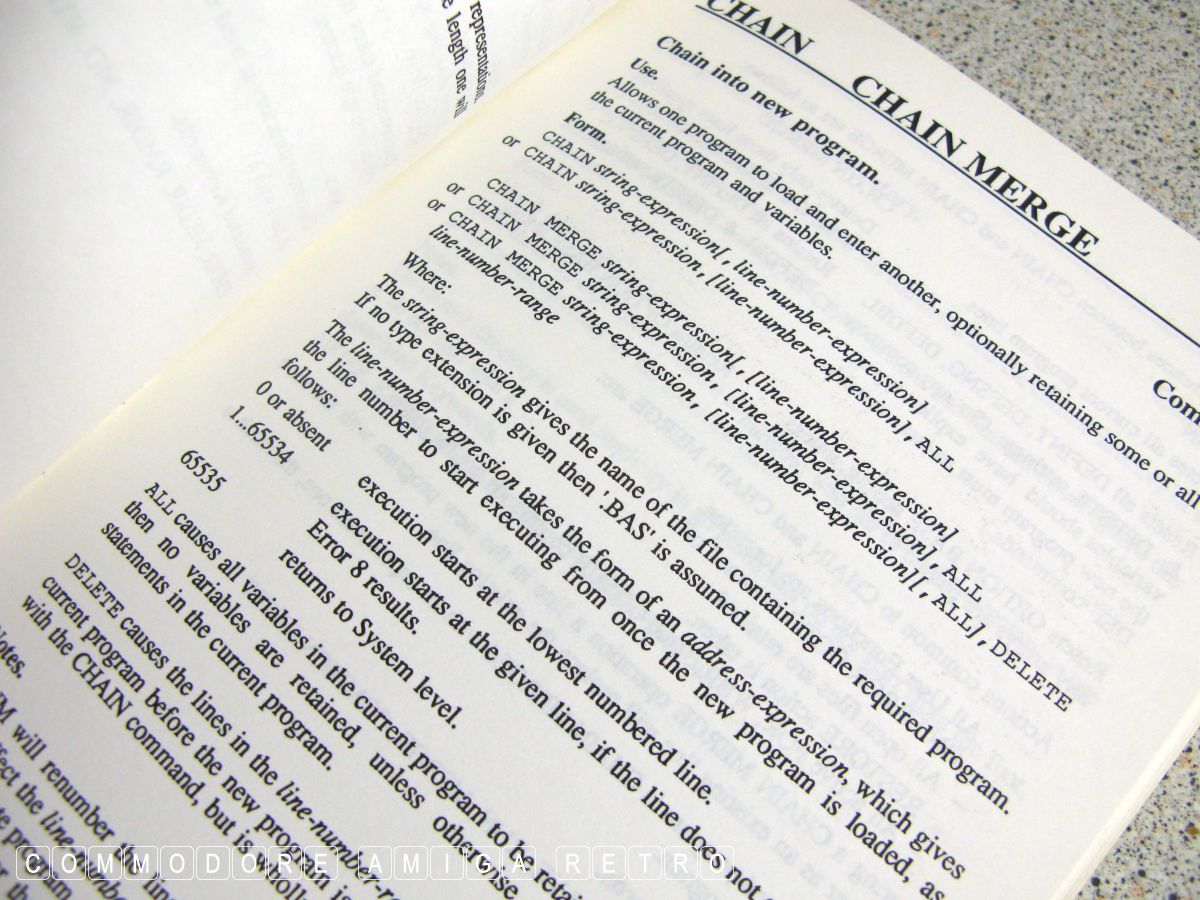 representation,
e length one will
CHAIN CHAIN MERGE
Chain into new program.
Use.
Allows one program to load and enter another, optionally retaining some or all
the current program and variables.
Form.
CHAIN string-expression[, line-number-expression]
or CHAIN string-expression, [line-number-expression], ALL
CHAIN MERGE string-expression[, [line-number-expression]
or CHAIN MERGE string-expression, [line-number-expression], ALL
or CHAIN MERGE string-expression, [line-number-expression][, ALL], DELETE
line-number-range
Where:
The string-expression gives the name of the file containing the required program.
If no type extension is given then '.BAS' is assumed.
The line-number-expression takes the form of an address-expression, which gives
the line number to start executing from once the new program is loaded, as
follows:
0 or absent execution starts at the lowest numbered line.
1...65534 execution starts at the given line, if the line does not
Error 8 results.
65535 returns to System level.
ALL causes all variables in the current program to be
then no variables are retained, unless
statements in the current program.
DELETE causes the lines in the
current program before the new program is
with the CHAIN command, but is
Notes.
will renumber the
the
program
COMMODORE AMIGA RETRO